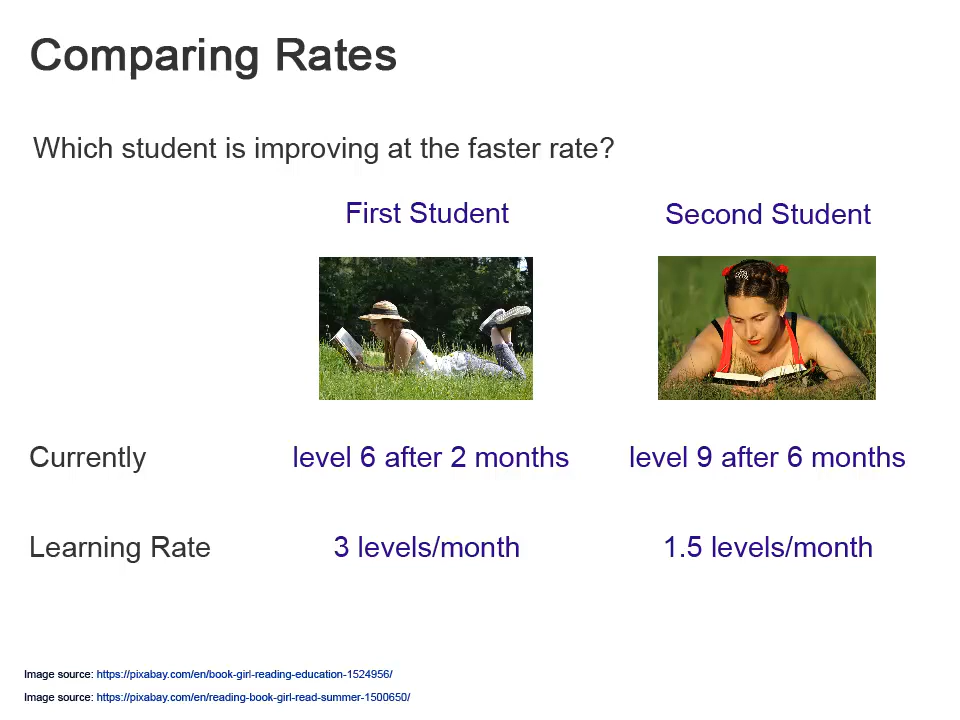 Comparing Rates
Which student is improving at the faster rate?
First Student
Second Student
Currently
level 6 after 2 months
level 9 after 6 months
Learning Rate
3 levels/month
1.5 levels/month
Image source: https://pixabay.com/en/book-girl-reading-education-1524956/
Image source: https://pixabay.com/en/reading-book-girl-read-summer-1500650/